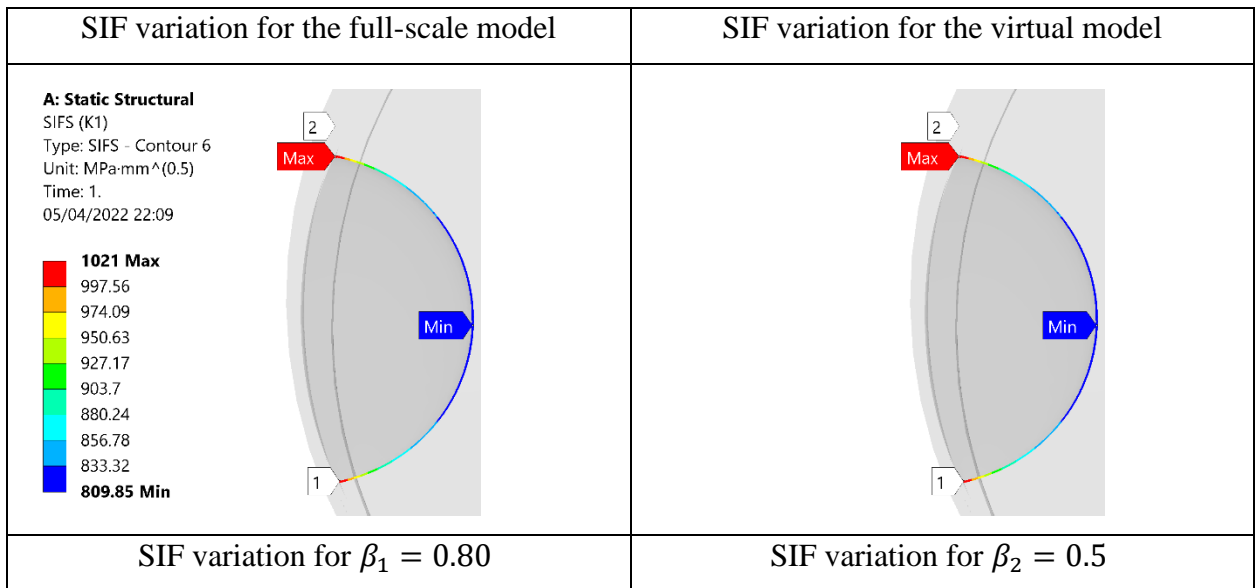 SIF variation for the full-scale model
SIF variation for the virtual model
A: Static Structural
SIFS (K1)
Type: SIFS - Contour 6
Unit: MPa·mm^(0.5)
Time: 1.
05/04/2022 22:09
1021 Max
997.56
974.09
950.63
927.17
903.7
880.24
856.78
833.32
809.85 Min
2
Max
Min
1
2
Max
Min
1
SIF variation for β₁ = 0.80
SIF variation for β₂ = 0.5